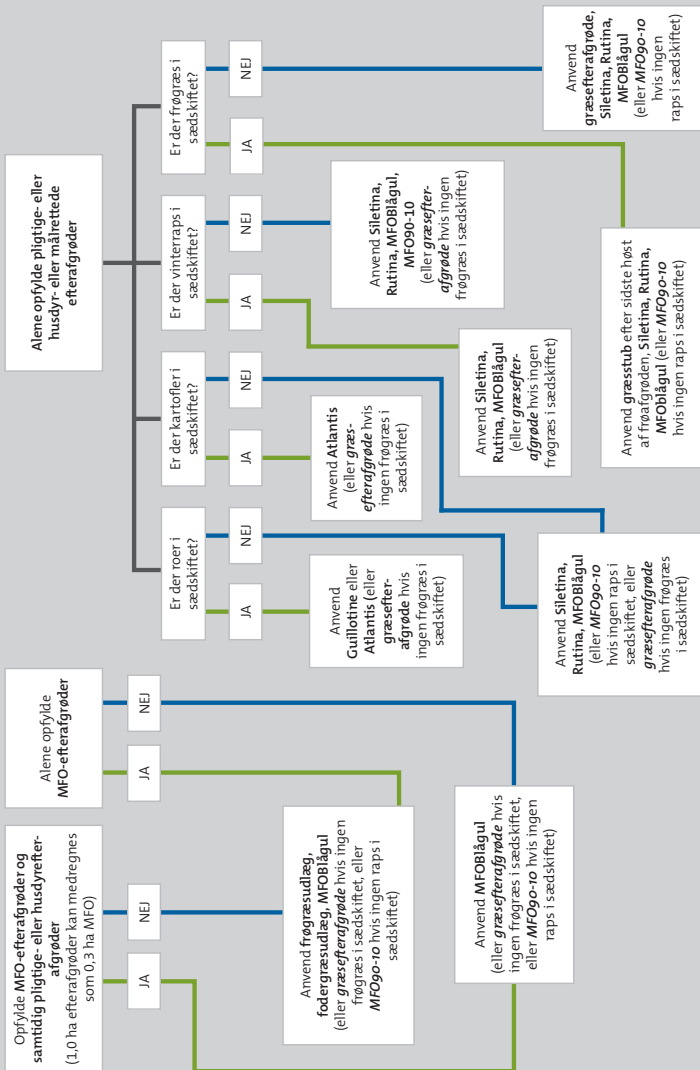 Opfylde MFO-efterafgrøder og
samtidig pligtige- eller husdyrefter-
afgrøder
(1,0 ha efterafgrøder kan medregnes
som 0,3 ha MFO)
JA
NEJ
Alene opfylde
MFO-efterafgrøder
JA
NEJ
Anvend frøgræsudlæg,
fodergræsudlæg, MFOBlågul
(eller græsefterafgrøde hvis ingen
frøgræs i sædskiftet, eller
MFO90-10 hvis ingen raps i
sædskiftet)
Anvend MFOBlågul
(eller græsefterafgrøde hvis
ingen frøgræs i sædskiftet,
eller MFO90-10 hvis ingen
raps i sædskiftet)
Alene opfylde pligtige- eller
husdyr- eller målrettede
efterafgrøder
Er der roer i
sædskiftet?
JA
NEJ
Er der kartofler i
sædskiftet?
JA
NEJ
Er der vinterraps i
sædskiftet?
JA
NEJ
Er der frøgræs i
sædskiftet?
JA
NEJ
Anvend
Guillotine eller
Atlantis (eller
græsefter-
afgrøde hvis
ingen frøgræs i
sædskiftet)
Anvend Atlantis
(eller græs-
efterafgrøde hvis
ingen frøgræs i
sædskiftet)
Anvend Siletina,
Rutina, MFOBlågul,
MFO90-10
(eller græsefter-
afgrøde hvis ingen
frøgræs i sædskiftet)
Anvend Siletina,
Rutina, MFOBlågul
(eller græsefter-
afgrøde hvis ingen
frøgræs i sædskiftet)
Anvend Siletina,
Rutina, MFOBlågul
(eller MFO90-10
hvis ingen raps i
sædskiftet, eller
græsefterafgrøde
hvis ingen frøgræs
i sædskiftet)
Anvend græsstub efter sidste høst
af frøafgrøden, Siletina, Rutina,
MFOblågul (eller MFO90-10
hvis ingen raps i sædskiftet)
Anvend
græsefterafgrøde,
Siletina, Rutina,
MFOBlågul
(eller MFO90-10
hvis ingen
raps i sædskiftet)